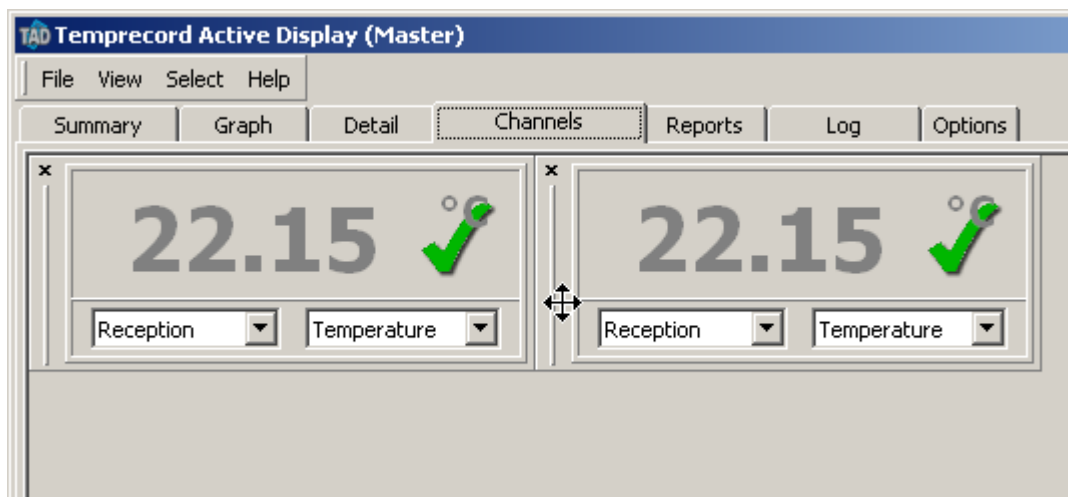 TAD Temprecord Active Display (Master)
File View Select Help
Summary Graph Detail Channels Reports Log Options
22.15 °C 22.15 °C
Reception Temperature Reception Temperature